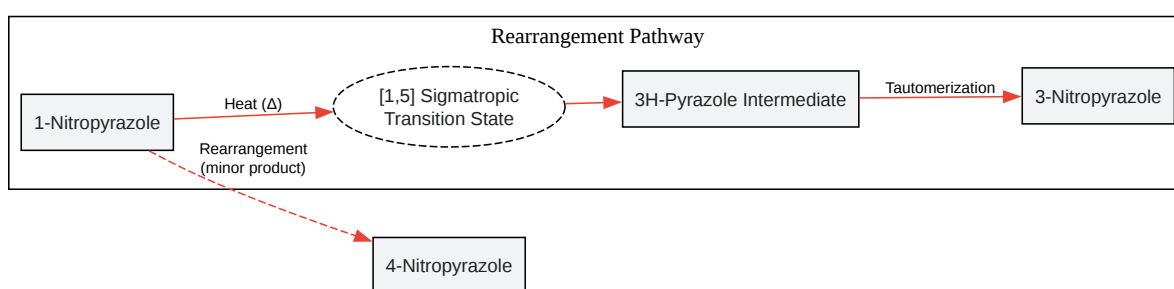 Rearrangement Pathway
1-Nitropyrazole
Heat (Δ)
[1,5] Sigmatropic
Transition State
3H-Pyrazole Intermediate
Tautomerization
3-Nitropyrazole
Rearrangement
(minor product)
4-Nitropyrazole